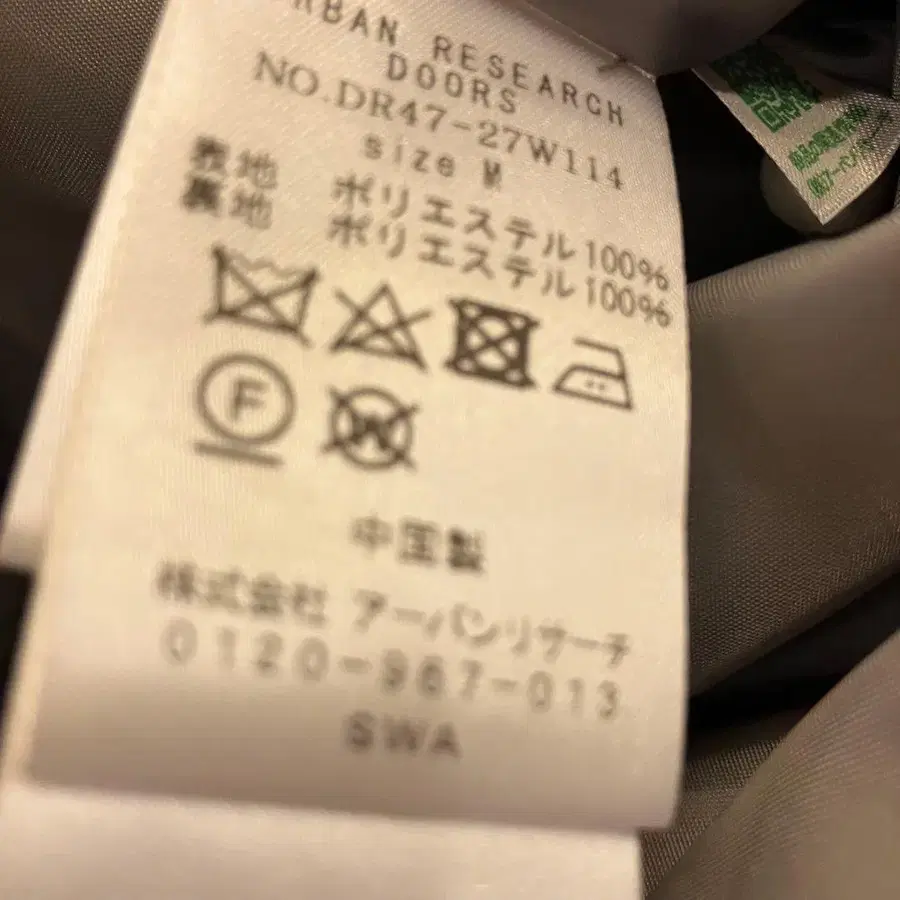 RBAN RESEARCH
DOORS
NO.DR47-27W114
size M
表地 ポリエステル100%
裏地 ポリエステル100%
F
W
中国製
株式会社 アーバンリサーチ
0120-967-013
SWA